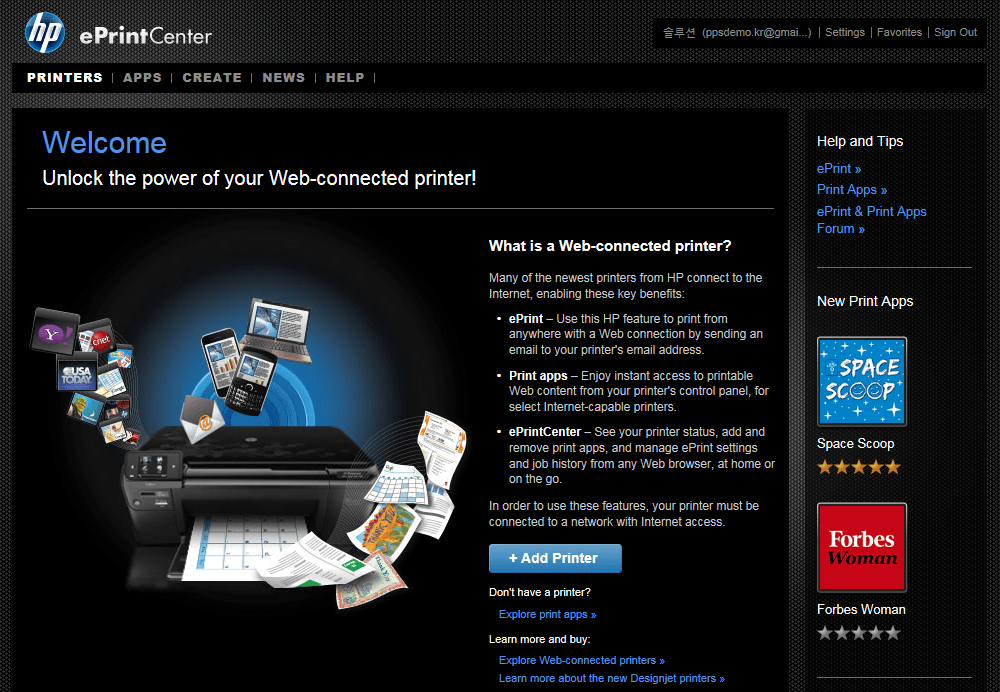 hp ePrintCenter
솔루션 (ppsdemo.kr@gmai...) | Settings | Favorites | Sign Out
PRINTERS | APPS | CREATE | NEWS | HELP |
Welcome
Unlock the power of your Web-connected printer!
Y!
cnet
USA
TODAY
@
THANK YOU
What is a Web-connected printer?
Many of the newest printers from HP connect to the
Internet, enabling these key benefits:
• ePrint – Use this HP feature to print from
anywhere with a Web connection by sending an
email to your printer's email address.
• Print apps – Enjoy instant access to printable
Web content from your printer's control panel, for
select Internet-capable printers.
• ePrintCenter – See your printer status, add and
remove print apps, and manage ePrint settings
and job history from any Web browser, at home or
on the go.
In order to use these features, your printer must be
connected to a network with Internet access.
+ Add Printer
Don't have a printer?
Explore print apps »
Learn more and buy:
Explore Web-connected printers »
Learn more about the new Designjet printers »
Help and Tips
ePrint »
Print Apps »
ePrint & Print Apps
Forum »
New Print Apps
SPACE
SCOOP
Space Scoop
Forbes
Woman
Forbes Woman